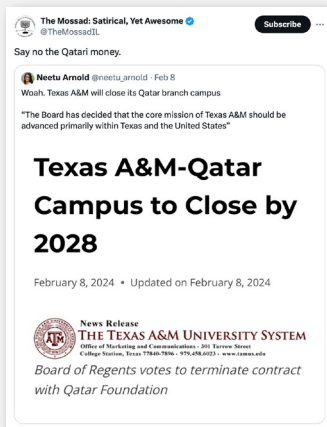 The Mossad: Satirical, Yet Awesome
@TheMossadIL
Subscribe
Say no the Qatari money.
Neetu Arnold @neetu_arnold · Feb 8
Woah. Texas A&M will close its Qatar branch campus
"The Board has decided that the core mission of Texas A&M should be
advanced primarily within Texas and the United States"
Texas A&M-Qatar
Campus to Close by
2028
February 8, 2024 • Updated on February 8, 2024
News Release
THE TEXAS A&M UNIVERSITY SYSTEM
Office of Marketing and Communications · 301 Tarrow Street
College Station, Texas 77840-7896 · 979.458.6023 · www.tamus.edu
Board of Regents votes to terminate contract
with Qatar Foundation